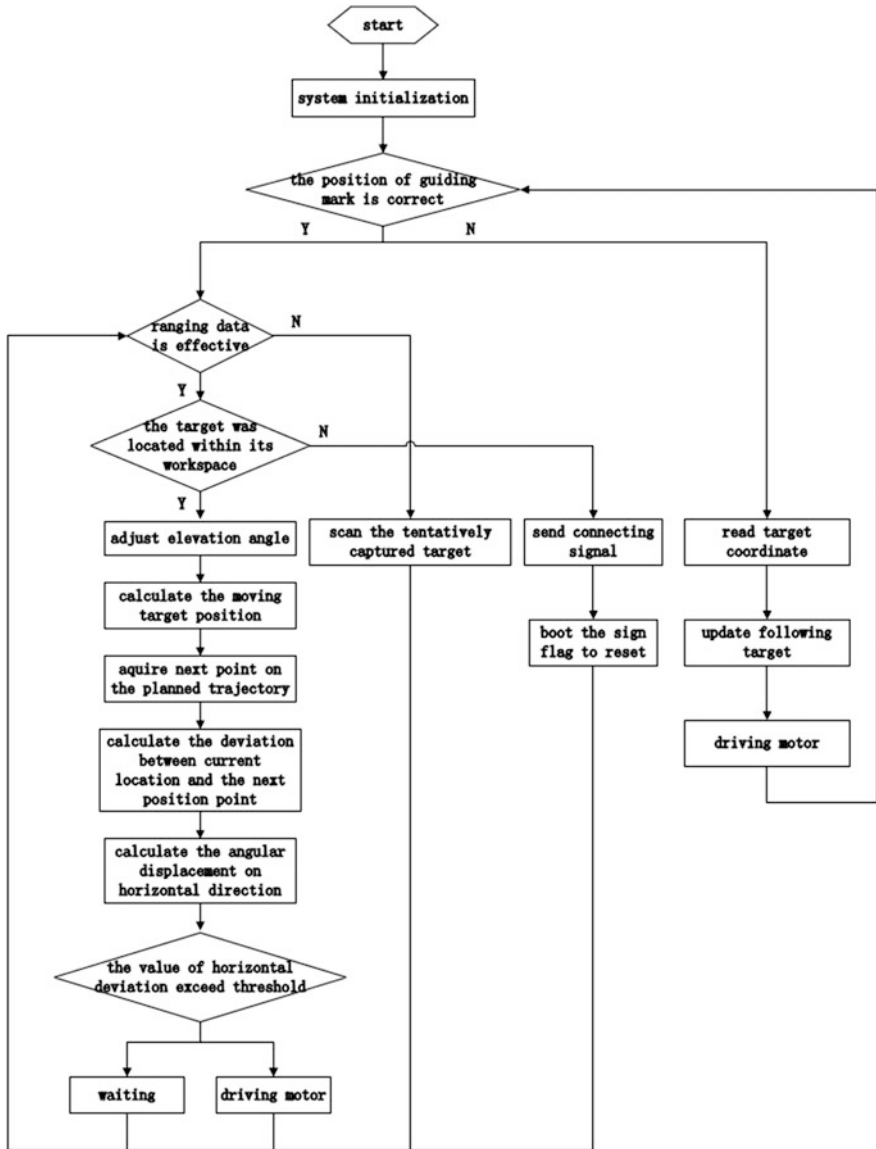 start
system initialization
the position of guiding
mark is correct
Y
N
ranging data
is effective
N
Y
the target was
located within its
workspace
N
Y
adjust elevation angle
scan the tentatively
captured target
send connecting
signal
read target
coordinate
calculate the moving
target position
boot the sign
flag to reset
update following
target
aquire next point on
the planned trajectory
driving motor
calculate the deviation
between current
location and the next
position point
calculate the angular
displacement on
horizontal direction
the value of horizontal
deviation exceed threshold
waiting
driving motor